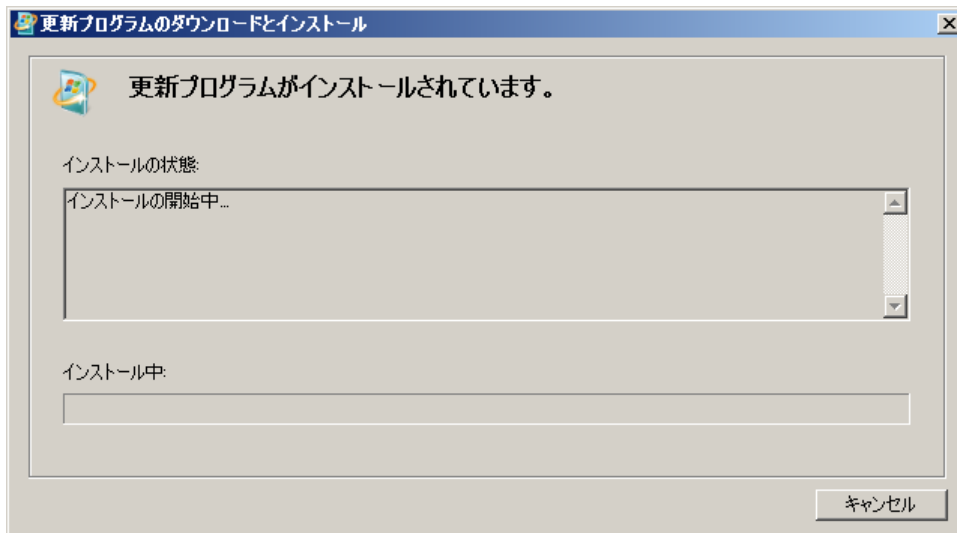 更新プログラムのダウンロードとインストール
更新プログラムがインストールされています。
インストールの状態:
インストールの開始中...
インストール中:
キャンセル